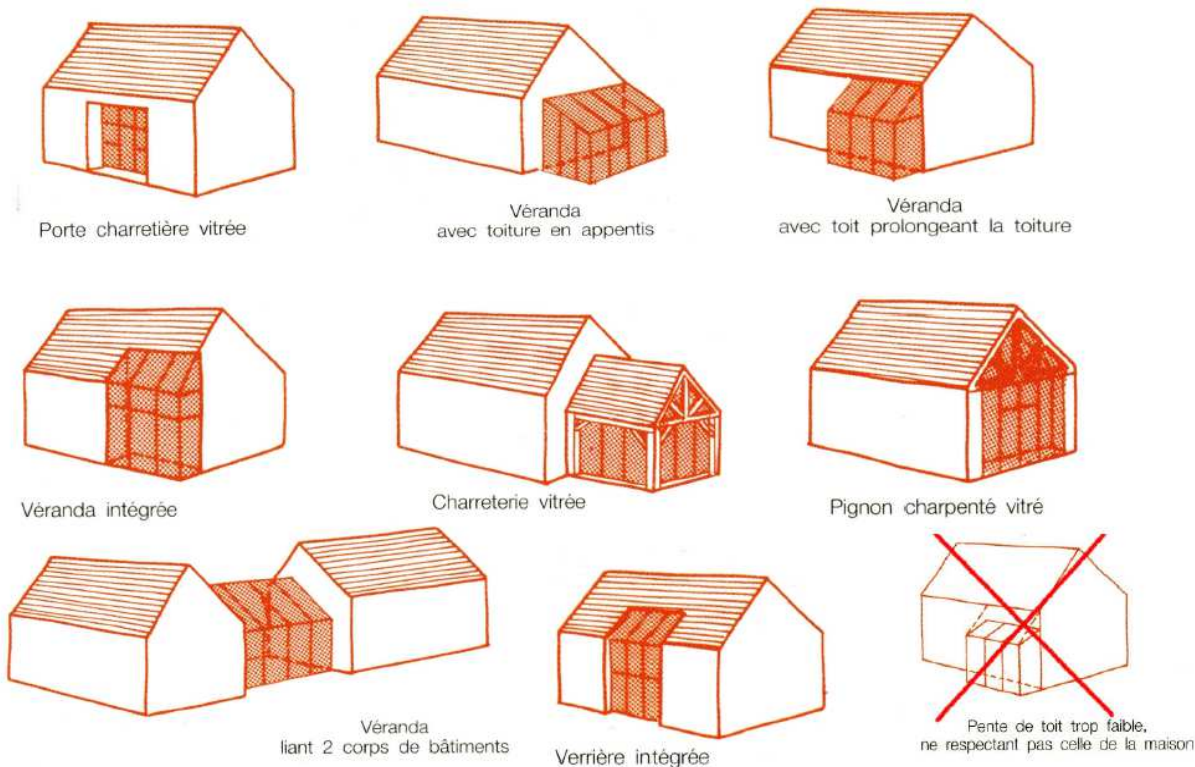 Porte charretière vitrée
Véranda
avec toiture en appentis
Véranda
avec toit prolongeant la toiture
Véranda intégrée
Charreterie vitrée
Pignon charpenté vitré
Véranda
liant 2 corps de bâtiments
Verrière intégrée
Pente de toit trop faible,
ne respectant pas celle de la maison